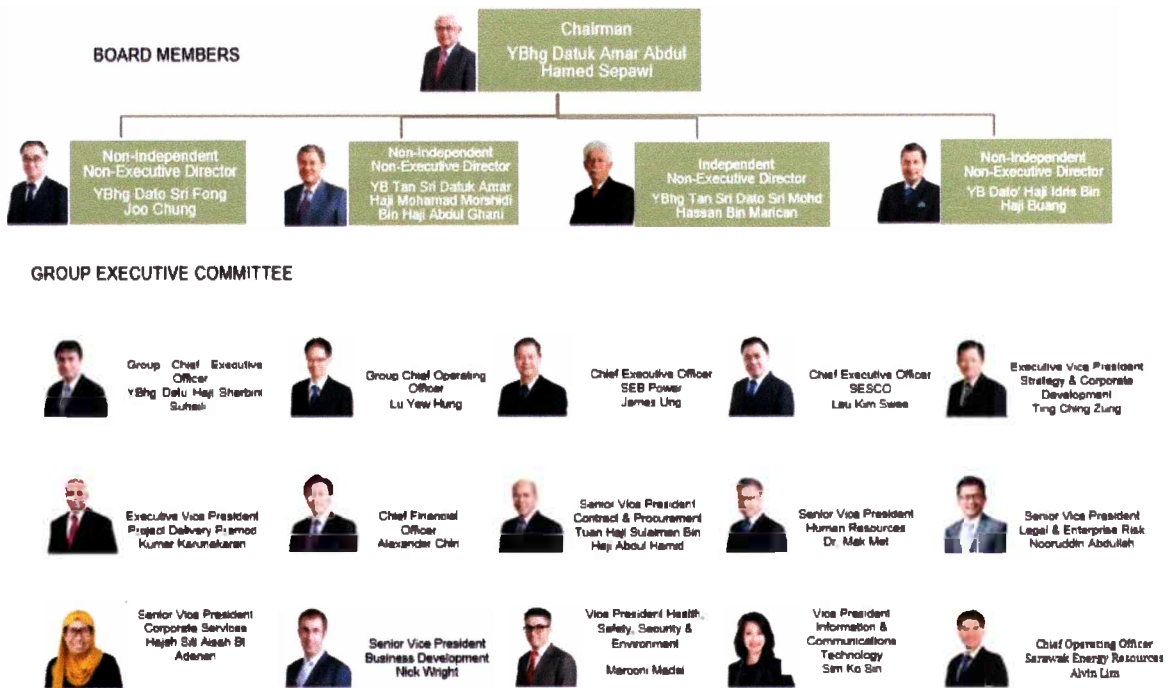 BOARD MEMBERS
Chairman
YBhg Datuk Amar Abdul
Hamed Sepawi
Non-Independent
Non-Executive Director
YBhg Dato Sri Fong
Joo Chung
Non-Independent
Non-Executive Director
YB Tan Sri Datuk Amar
Haji Mohamad Morshidi
Bin Haji Abdul Ghani
Independent
Non-Executive Director
YBhg Tan Sri Dato Sri Mohd
Hassan Bin Marican
Non-Independent
Non-Executive Director
YB Dato' Haji Idris Bin
Haji Buang
GROUP EXECUTIVE COMMITTEE
Group Chief Executive
Officer
YBhg Datu Haji Sharbini
Suhaili
Group Chief Operating
Officer
Lu Yew Hung
Chief Executive Officer
SEB Power
James Ung
Chief Executive Officer
SESCO
Lau Kim Swee
Executive Vice President
Strategy & Corporate
Development
Ting Ching Zung
Executive Vice President
Project Delivery Pramod
Kumar Karunakaran
Chief Financial
Officer
Alexander Chin
Senior Vice President
Contract & Procurement
Tuan Haji Sulaiman Bin
Haji Abdul Hamid
Senior Vice President
Human Resources
Dr. Mak Met
Senior Vice President
Legal & Enterprise Risk
Nooruddin Abdullah
Senior Vice President
Corporate Services
Hajah Siti Aisah Bt
Adenan
Senior Vice President
Business Development
Nick Wright
Vice President Health,
Safety, Security &
Environment
Marconi Madai
Vice President
Information &
Communications
Technology
Sim Ko Sin
Chief Operating Officer
Sarawak Energy Resources
Alvin Lim